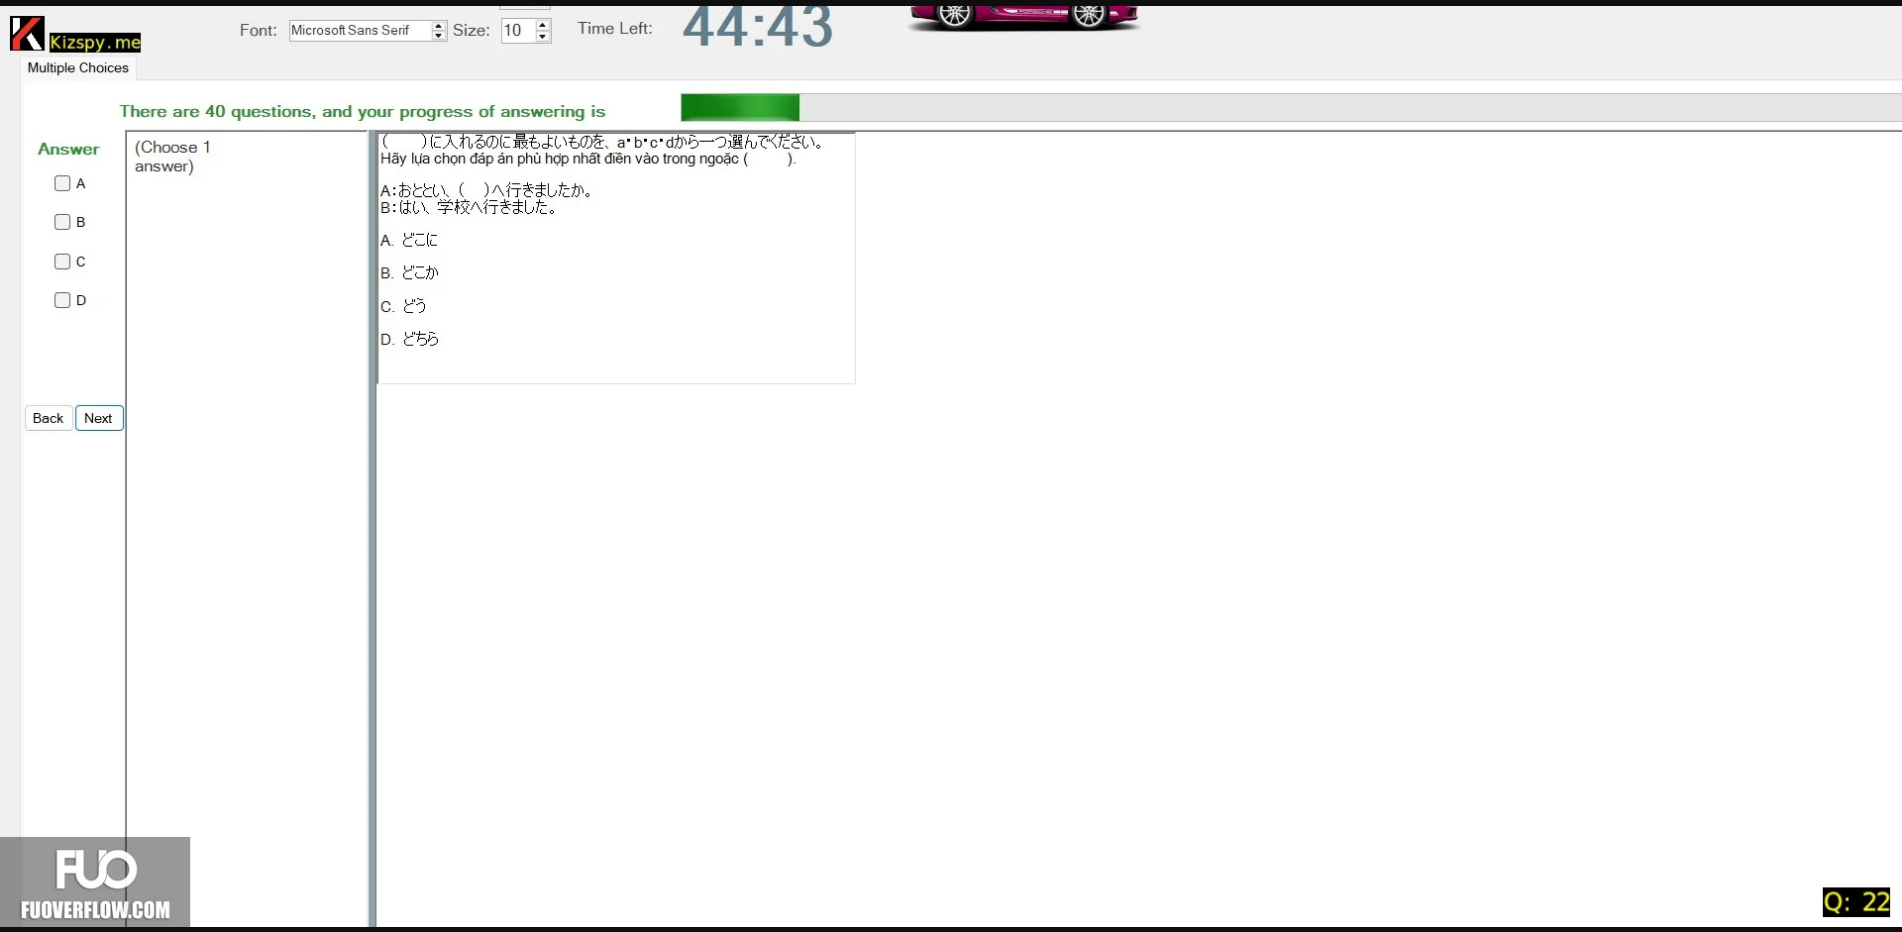 Kizspy.me
Font: Microsoft Sans Serif Size: 10 Time Left: 44:43
Multiple Choices
There are 40 questions, and your progress of answering is
Answer
A
B
C
D
Back Next
(Choose 1
answer)
(      )に入れるのに最もよいものを、a・b・c・dから一つ選んでください。
Hãy lựa chọn đáp án phù hợp nhất điền vào trong ngoặc (      ).
A:おととい、(   )へ行きましたか。
B:はい、学校へ行きました。
A. どこに
B. どこか
C. どう
D. どちら
FUO
FUOVERFLOW.COM
Q: 22